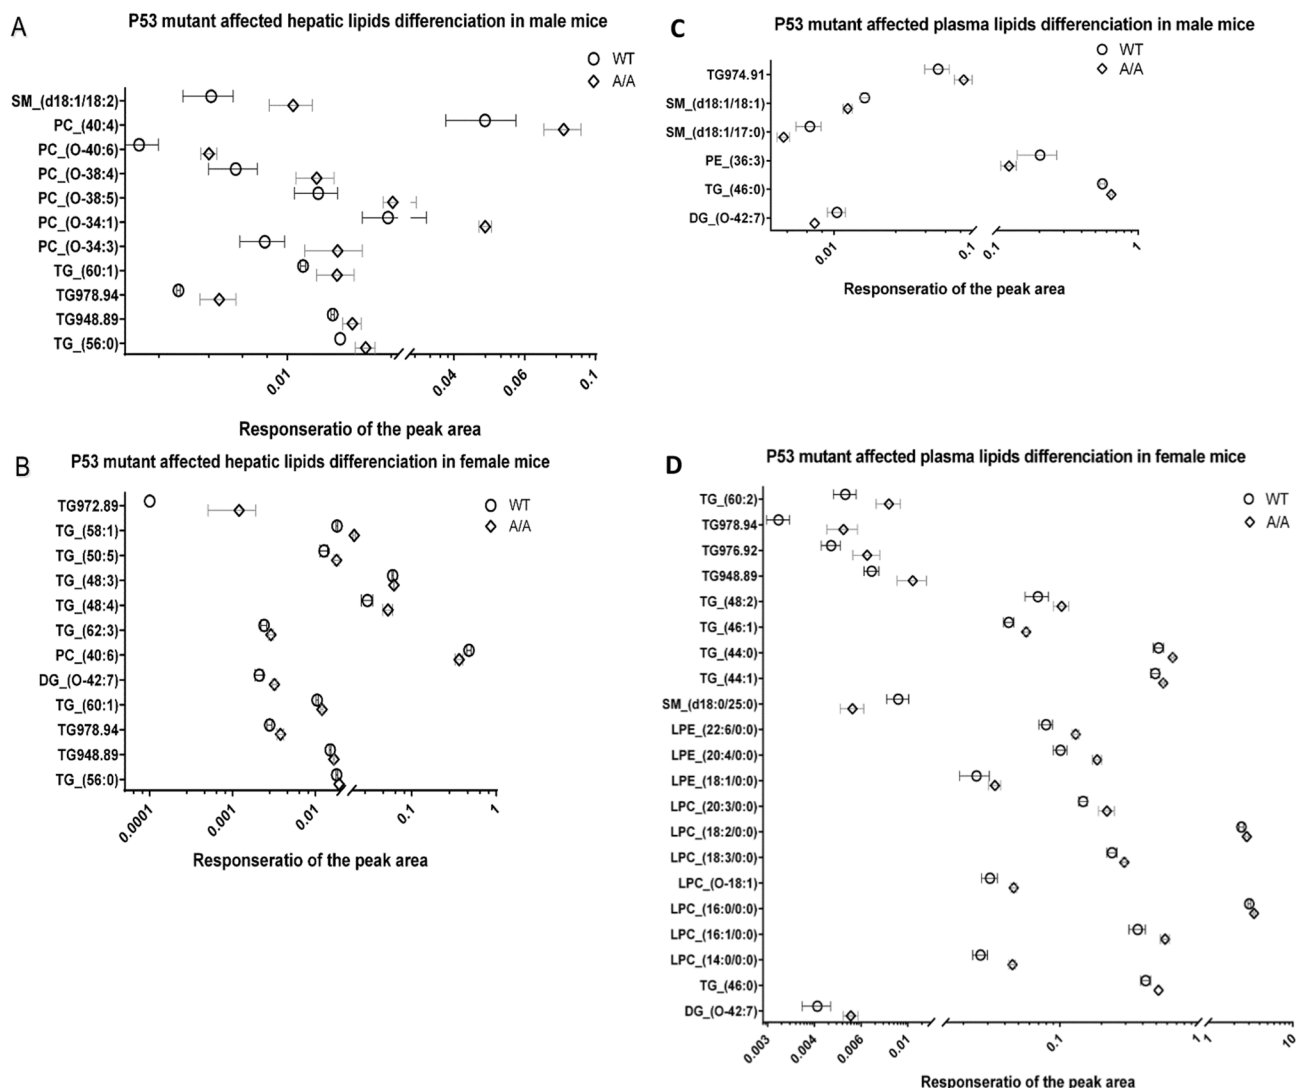 A
P53 mutant affected hepatic lipids differenciation in male mice
WT
A/A
SM_(d18:1/18:2)
PC_(40:4)
PC_(O-40:6)
PC_(O-38:4)
PC_(O-38:5)
PC_(O-34:1)
PC_(O-34:3)
TG_(60:1)
TG978.94
TG948.89
TG_(56:0)
0.01
0.04
0.06
0.1
Responseratio of the peak area
B
P53 mutant affected hepatic lipids differenciation in female mice
WT
A/A
TG972.89
TG_(58:1)
TG_(50:5)
TG_(48:3)
TG_(48:4)
TG_(62:3)
PC_(40:6)
DG_(O-42:7)
TG_(60:1)
TG978.94
TG948.89
TG_(56:0)
0.0001
0.001
0.01
0.1
1
Responseratio of the peak area
C
P53 mutant affected plasma lipids differenciation in male mice
WT
A/A
TG974.91
SM_(d18:1/18:1)
SM_(d18:1/17:0)
PE_(36:3)
TG_(46:0)
DG_(O-42:7)
0.01
0.1
0.1
1
Responseratio of the peak area
D
P53 mutant affected plasma lipids differenciation in female mice
WT
A/A
TG_(60:2)
TG978.94
TG976.92
TG948.89
TG_(48:2)
TG_(46:1)
TG_(44:0)
TG_(44:1)
SM_(d18:0/25:0)
LPE_(22:6/0:0)
LPE_(20:4/0:0)
LPE_(18:1/0:0)
LPC_(20:3/0:0)
LPC_(18:2/0:0)
LPC_(18:3/0:0)
LPC_(O-18:1)
LPC_(16:0/0:0)
LPC_(16:1/0:0)
LPC_(14:0/0:0)
TG_(46:0)
DG_(O-42:7)
0.003
0.004
0.006
0.01
0.1
1
1
10
Responseratio of the peak area